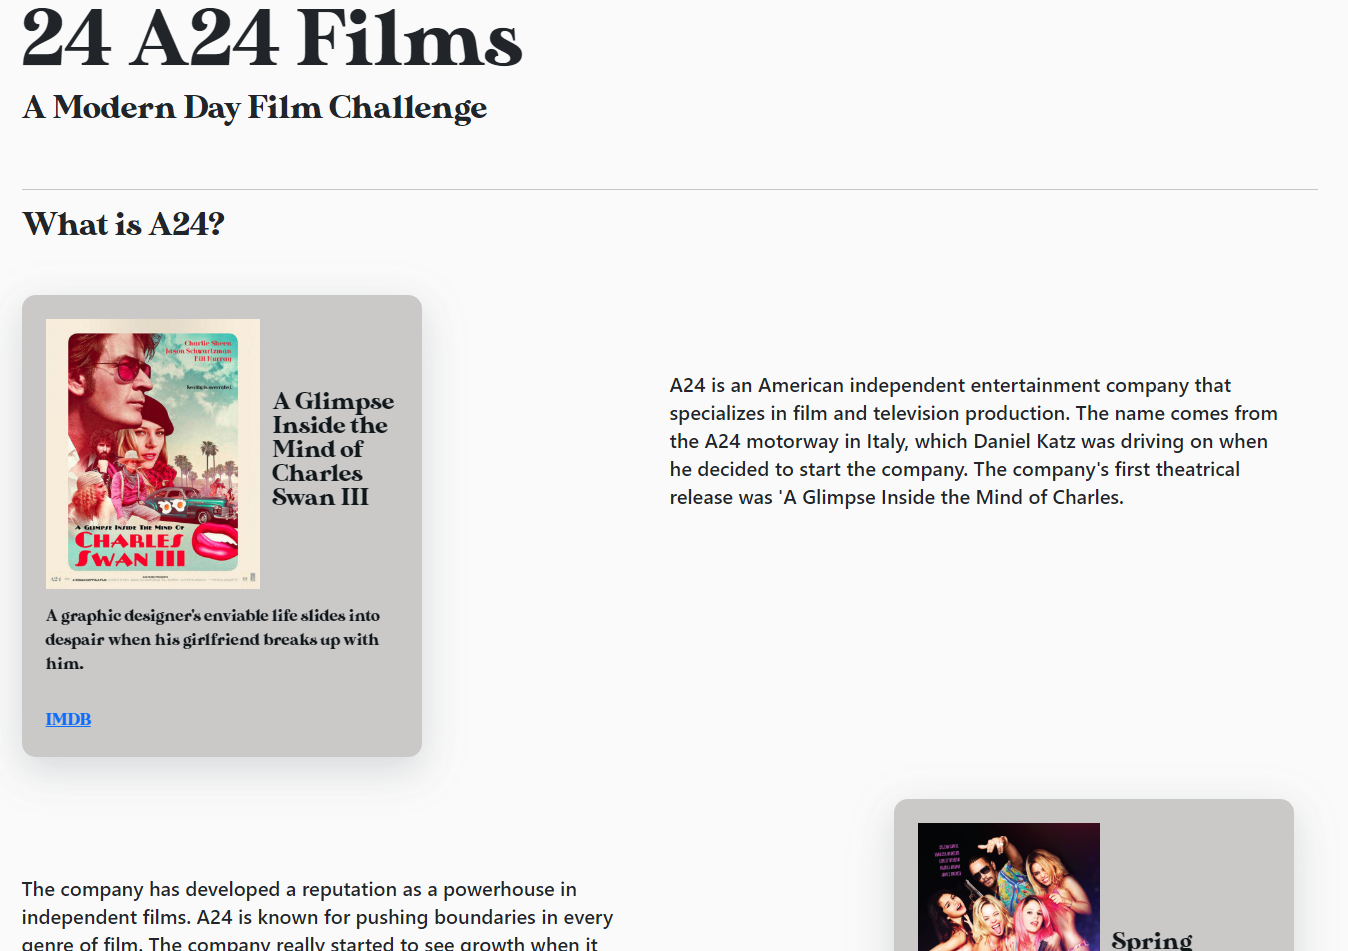 24 A24 Films
A Modern Day Film Challenge
What is A24?
Charlie Sheen
Jason Schwartzman
Bill Murray
A Glimpse Inside The Mind Of
CHARLES
SWAN III
A24
A Glimpse
Inside the
Mind of
Charles
Swan III
A graphic designer's enviable life slides into
despair when his girlfriend breaks up with
him.
IMDB
A24 is an American independent entertainment company that
specializes in film and television production. The name comes from
the A24 motorway in Italy, which Daniel Katz was driving on when
he decided to start the company. The company's first theatrical
release was 'A Glimpse Inside the Mind of Charles.
The company has developed a reputation as a powerhouse in
independent films. A24 is known for pushing boundaries in every
genre of film. The company really started to see growth when it
Spring